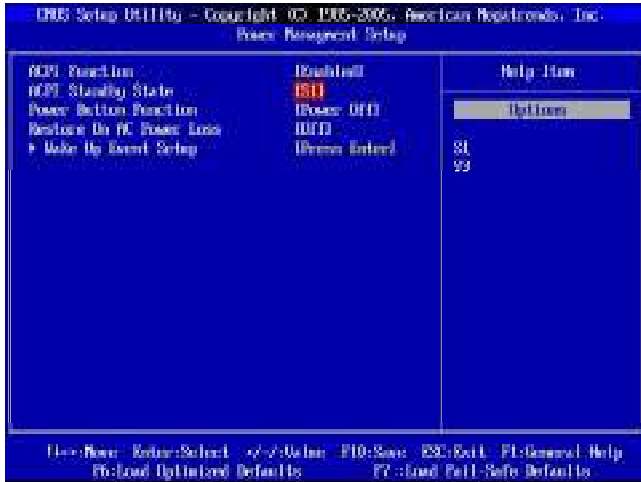 CMOS Setup Utility - Copyright (C) 1985-2005, American Megatrends, Inc.
Power Management Setup
ACPI Function [Enabled]
ACPI Standby State [S1]
Power Button Function [Power Off]
Restore On AC Power Loss [Off]
▸ Wake Up Event Setup [Press Enter]
Help Item
Options
S1
S3
↑↓←→:Move Enter:Select +/-/:Value F10:Save ESC:Exit F1:General Help
F6:Load Optimized Defaults F7:Load Fail-Safe Defaults